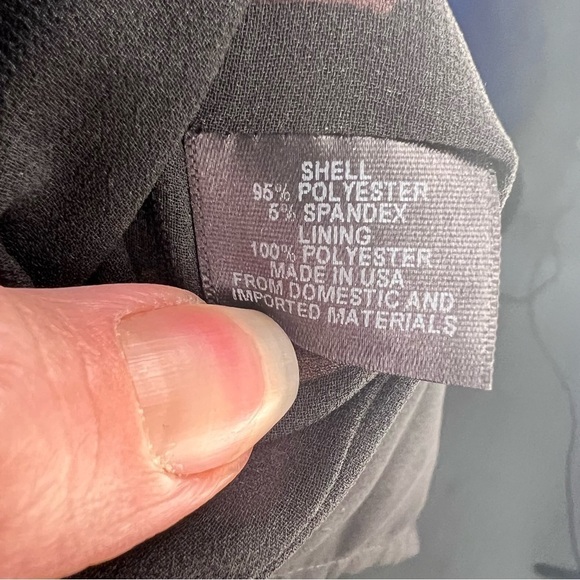 SHELL
95% POLYESTER
5% SPANDEX
LINING
100% POLYESTER
MADE IN USA
FROM DOMESTIC AND
IMPORTED MATERIALS